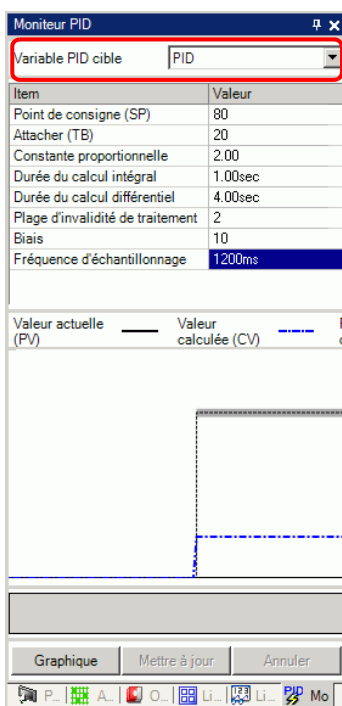 Moniteur PID
Variable PID cible PID
Item Valeur
Point de consigne (SP) 80
Attacher (TB) 20
Constante proportionnelle 2.00
Durée du calcul intégral 1.00sec
Durée du calcul différentiel 4.00sec
Plage d'invalidité de traitement 2
Biais 10
Fréquence d'échantillonnage 1200ms
Valeur actuelle (PV)
Valeur calculée (CV)
Graphique Mettre à jour Annuler
P... A... O... Li... Li... Mo